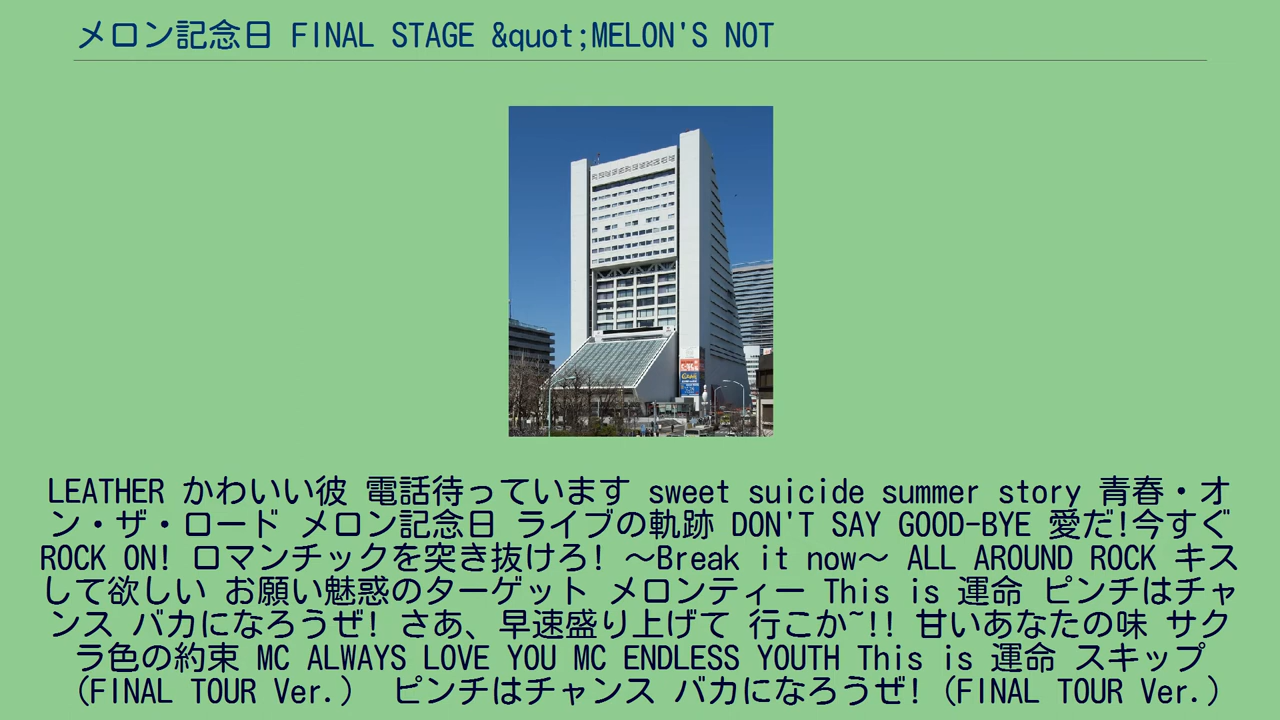 メロン記念日 FINAL STAGE &quot;MELON'S NOT
LEATHER かわいい彼 電話待っています sweet suicide summer story 青春・オ
ン・ザ・ロード メロン記念日 ライブの軌跡 DON'T SAY GOOD-BYE 愛だ!今すぐ
ROCK ON! ロマンチックを突き抜けろ! ～Break it now～ ALL AROUND ROCK キス
して欲しい お願い魅惑のターゲット メロンティー This is 運命 ピンチはチャ
ンス バカになろうぜ! さあ、早速盛り上げて 行こか~!! 甘いあなたの味 サク
ラ色の約束 MC ALWAYS LOVE YOU MC ENDLESS YOUTH This is 運命 スキップ
（FINAL TOUR Ver.） ピンチはチャンス バカになろうぜ!（FINAL TOUR Ver.）